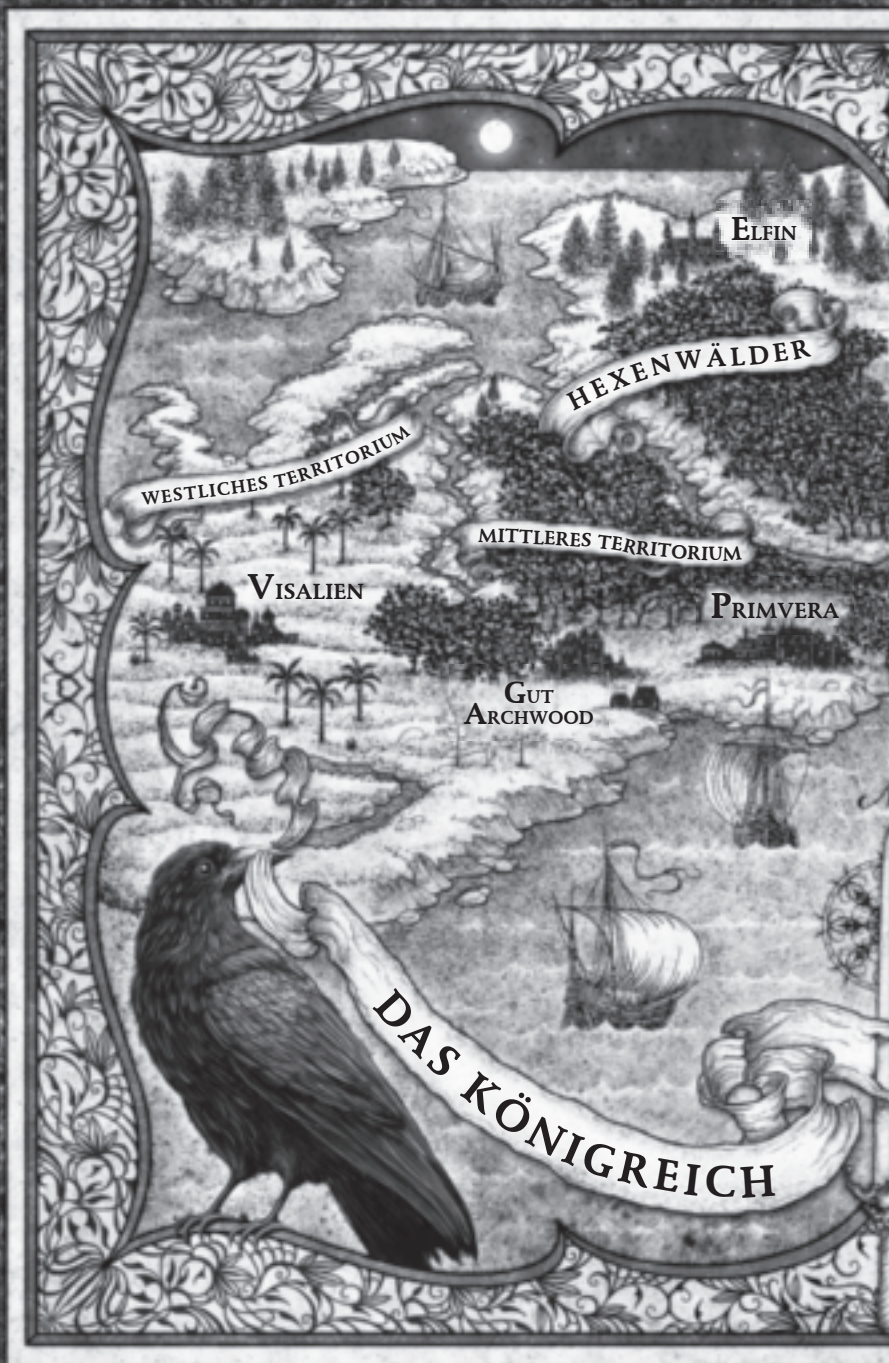 Elfin
HEXENWÄLDER
WESTLICHES TERRITORIUM
MITTLERES TERRITORIUM
Visalien
Primvera
Gut
Archwood
DAS KÖNIGREICH